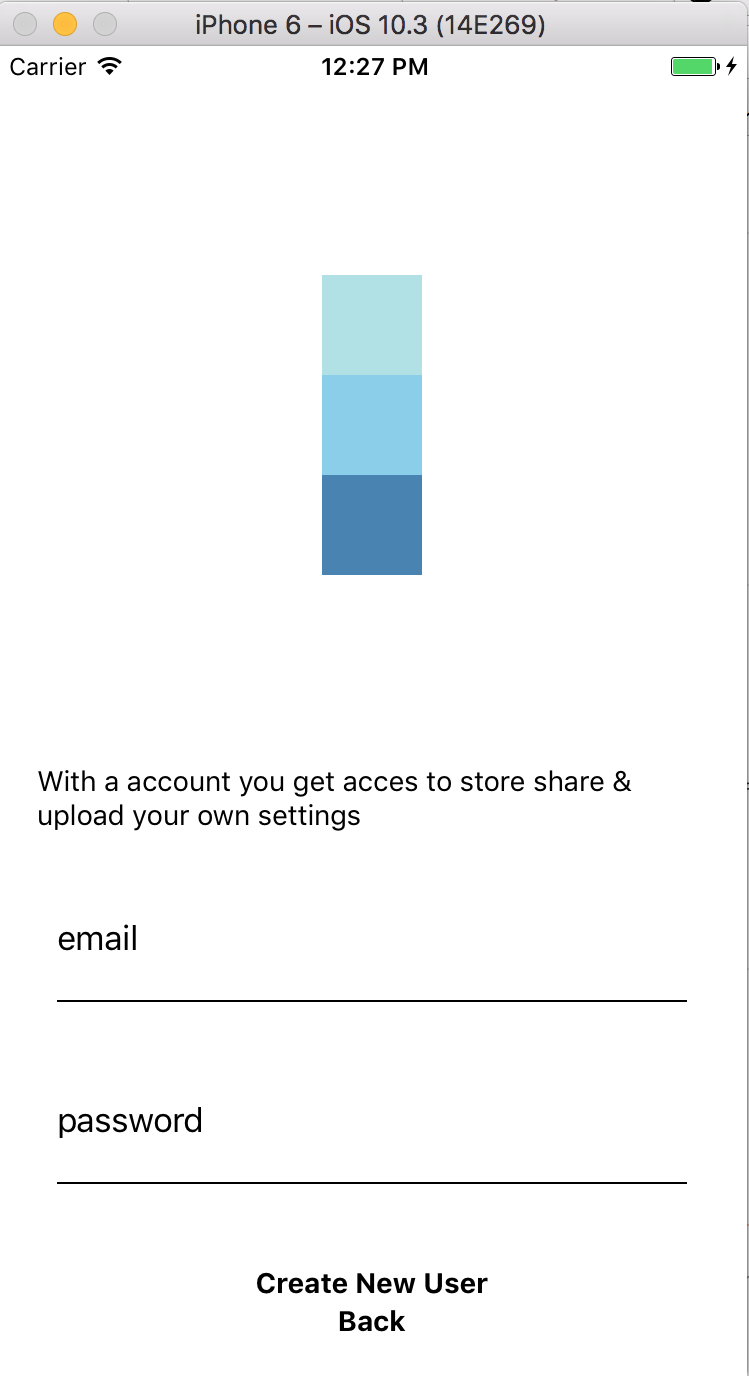 iPhone 6 – iOS 10.3 (14E269)
Carrier 12:27 PM
With a account you get acces to store share &
upload your own settings
email
password
Create New User
Back